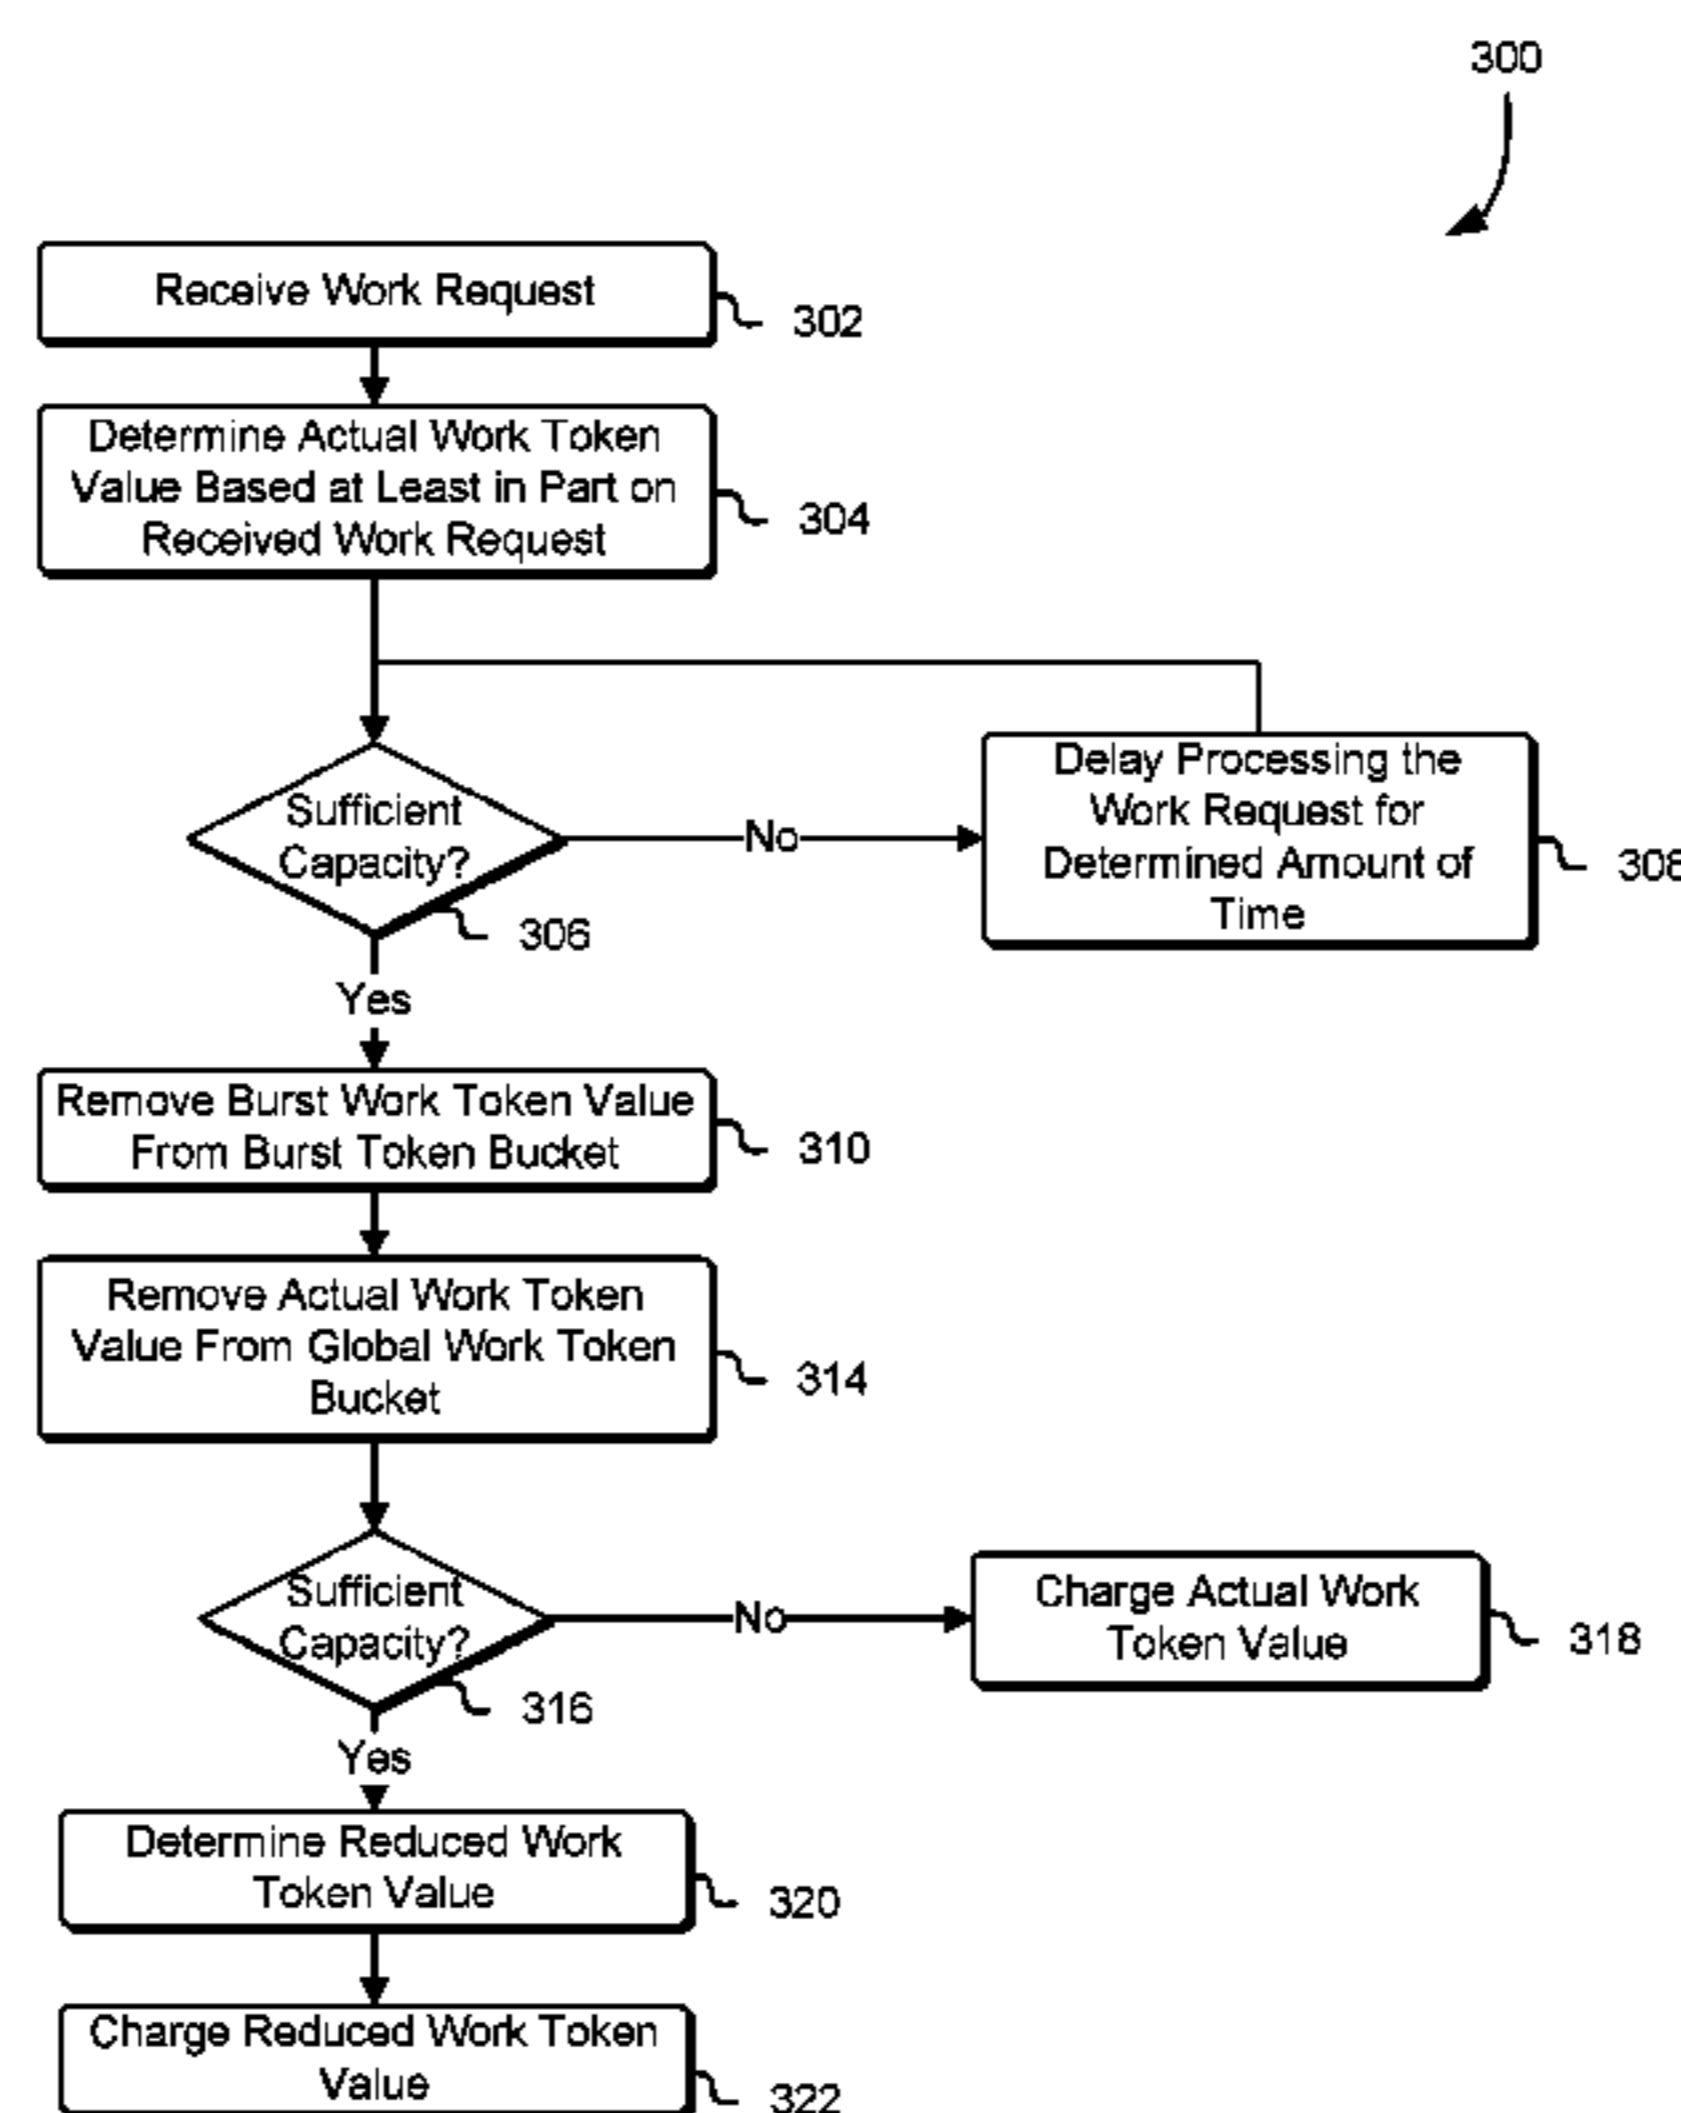 300
Receive Work Request
302
Determine Actual Work Token
Value Based at Least in Part on
Received Work Request
304
Sufficient
Capacity?
306
No
Delay Processing the
Work Request for
Determined Amount of
Time
308
Yes
Remove Burst Work Token Value
From Burst Token Bucket
310
Remove Actual Work Token
Value From Global Work Token
Bucket
314
Sufficient
Capacity?
316
No
Charge Actual Work
Token Value
318
Yes
Determine Reduced Work
Token Value
320
Charge Reduced Work Token
Value
322